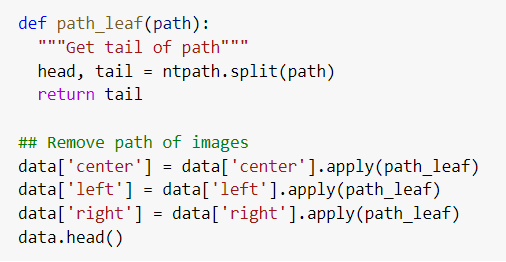 def path_leaf(path):
  """Get tail of path"""
  head, tail = ntpath.split(path)
  return tail

## Remove path of images
data['center'] = data['center'].apply(path_leaf)
data['left'] = data['left'].apply(path_leaf)
data['right'] = data['right'].apply(path_leaf)
data.head()